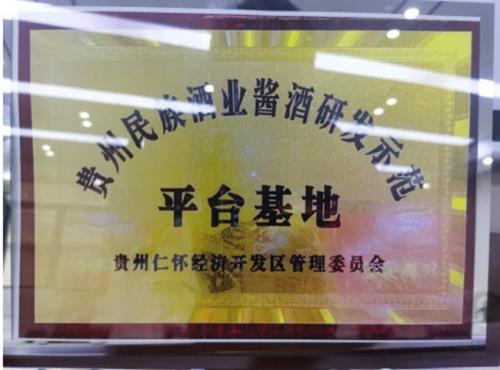 贵州民族酒业酱酒研发示范
平台基地
贵州仁怀经济开发区管理委员会